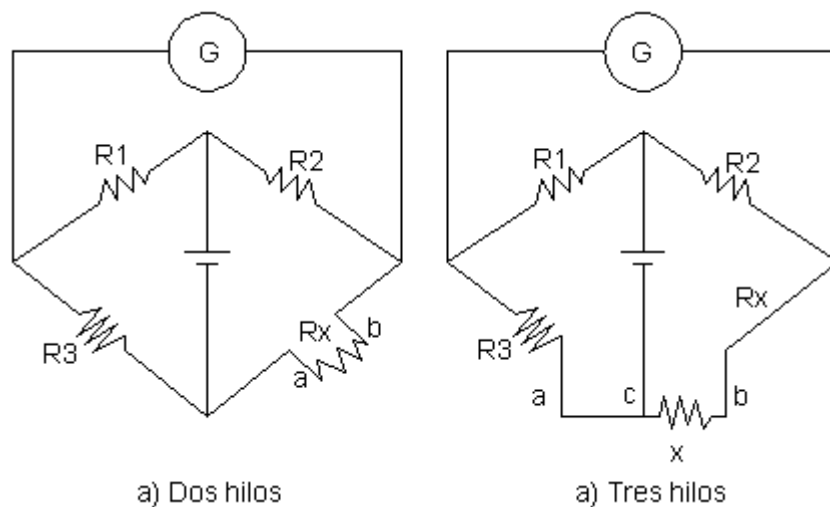 G
R1
R2
R3
Rx
a
b
a) Dos hilos
G
R1
R2
R3
Rx
a
c
b
x
a) Tres hilos